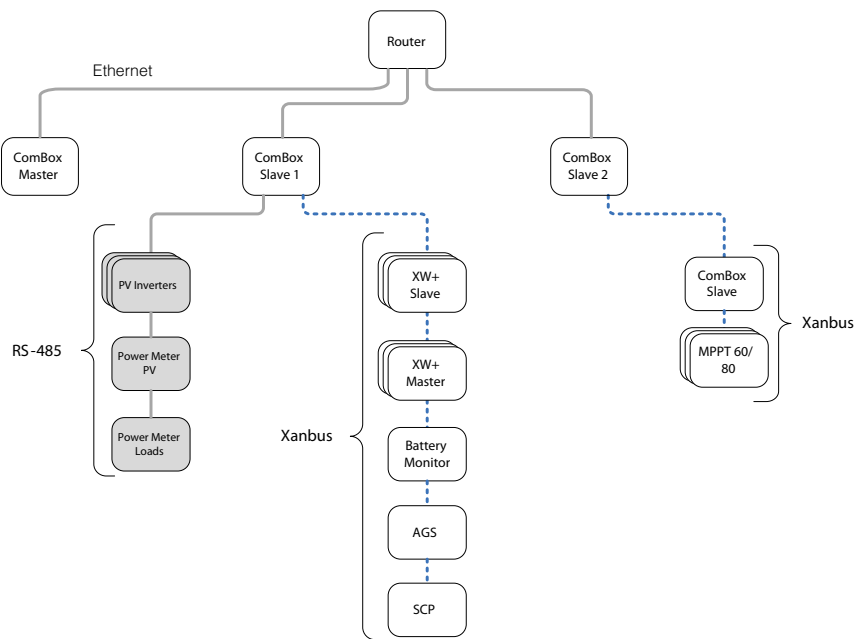 Router
Ethernet
ComBox
Master
ComBox
Slave 1
ComBox
Slave 2
RS-485
PV Inverters
Power Meter
PV
Power Meter
Loads
Xanbus
XW+
Slave
XW+
Master
Battery
Monitor
AGS
SCP
ComBox
Slave
MPPT 60/
80
Xanbus